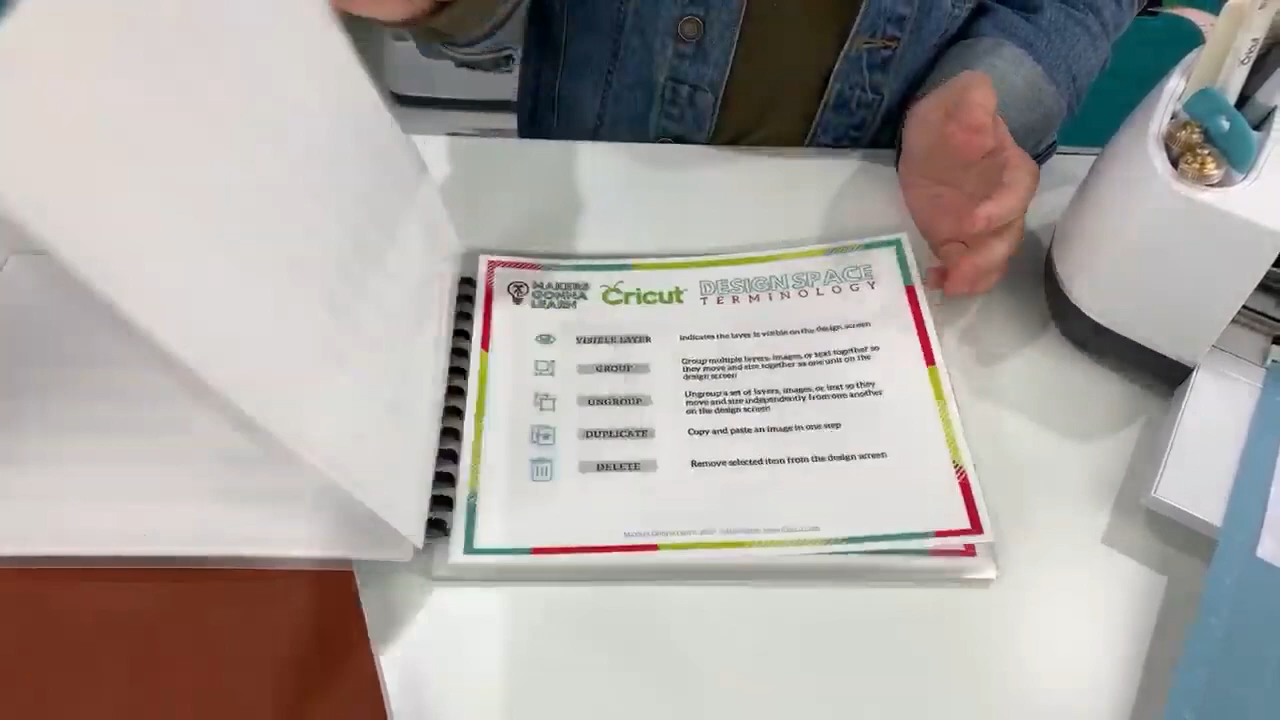 MAKERS
GONNA
LEARN
Cricut
DESIGN SPACE
TERMINOLOGY
VISIBLE LAYER
Indicates the layer is visible on the design screen
GROUP
Group multiple layers, images, or text together so
they move and size together as one unit on the
design screen
UNGROUP
Ungroup a set of layers, images, or text so they
move and size independently from one another
on the design screen
DUPLICATE
Copy and paste an image in one step
DELETE
Remove selected item from the design screen
Cricut